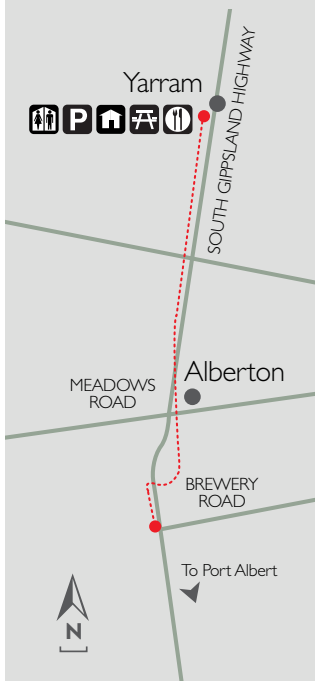 Yarram
P
SOUTH GIPPSLAND HIGHWAY
Alberton
MEADOWS
ROAD
BREWERY
ROAD
To Port Albert
N